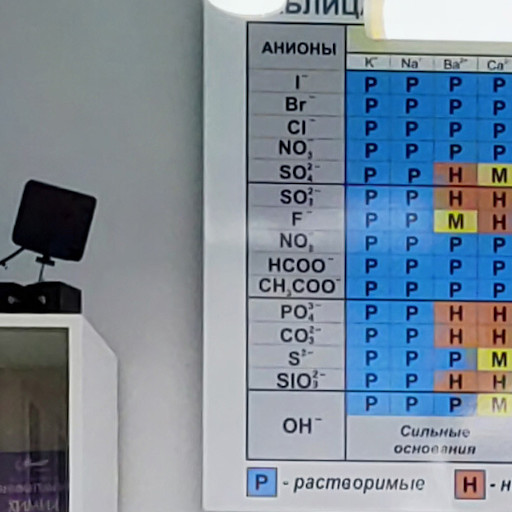 АНИОНЫ K⁺ Na⁺ Ba²⁺ Ca²⁺
I⁻ Р Р Р Р
Br⁻ Р Р Р Р
Cl⁻ Р Р Р Р
NO₃⁻ Р Р Р Р
SO₄²⁻ Р Р Н М
SO₃²⁻ Р Р Н Н
F⁻ Р Р М Н
NO₂⁻ Р Р Р Р
HCOO⁻ Р Р Р Р
CH₃COO⁻ Р Р Р Р
PO₄³⁻ Р Р Н Н
CO₃²⁻ Р Р Н Н
S²⁻ Р Р Р М
SIO₃²⁻ Р Р Н Н
OH⁻ Р Р Р М
Сильные
основания
Р - растворимые Н - н